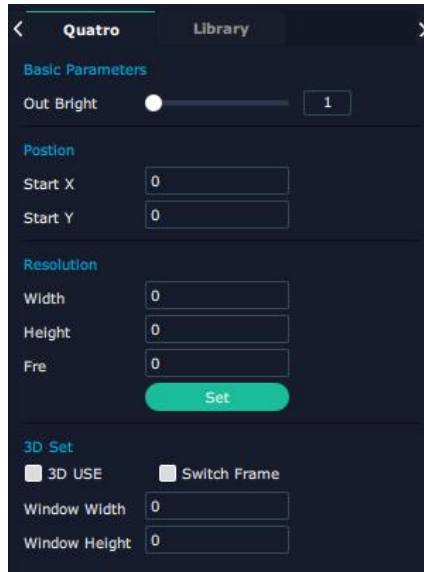 Quatro Library
Basic Parameters
Out Bright 1
Postion
Start X 0
Start Y 0
Resolution
Width 0
Height 0
Fre 0
Set
3D Set
3D USE Switch Frame
Window Width 0
Window Height 0